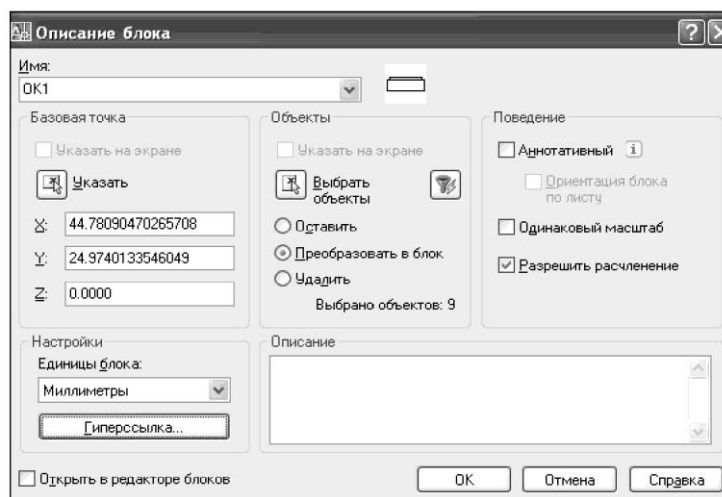 Описание блока
Имя:
ОК1
Базовая точка
Указать на экране
Указать
X: 44.78090470265708
Y: 24.9740133546049
Z: 0.0000
Объекты
Указать на экране
Выбрать
объекты
Оставить
Преобразовать в блок
Удалить
Выбрано объектов: 9
Поведение
Аннотативный
Ориентация блока
по листу
Одинаковый масштаб
Разрешить расчленение
Настройки
Единицы блока:
Миллиметры
Гиперссылка...
Описание
Открыть в редакторе блоков
OK
Отмена
Справка